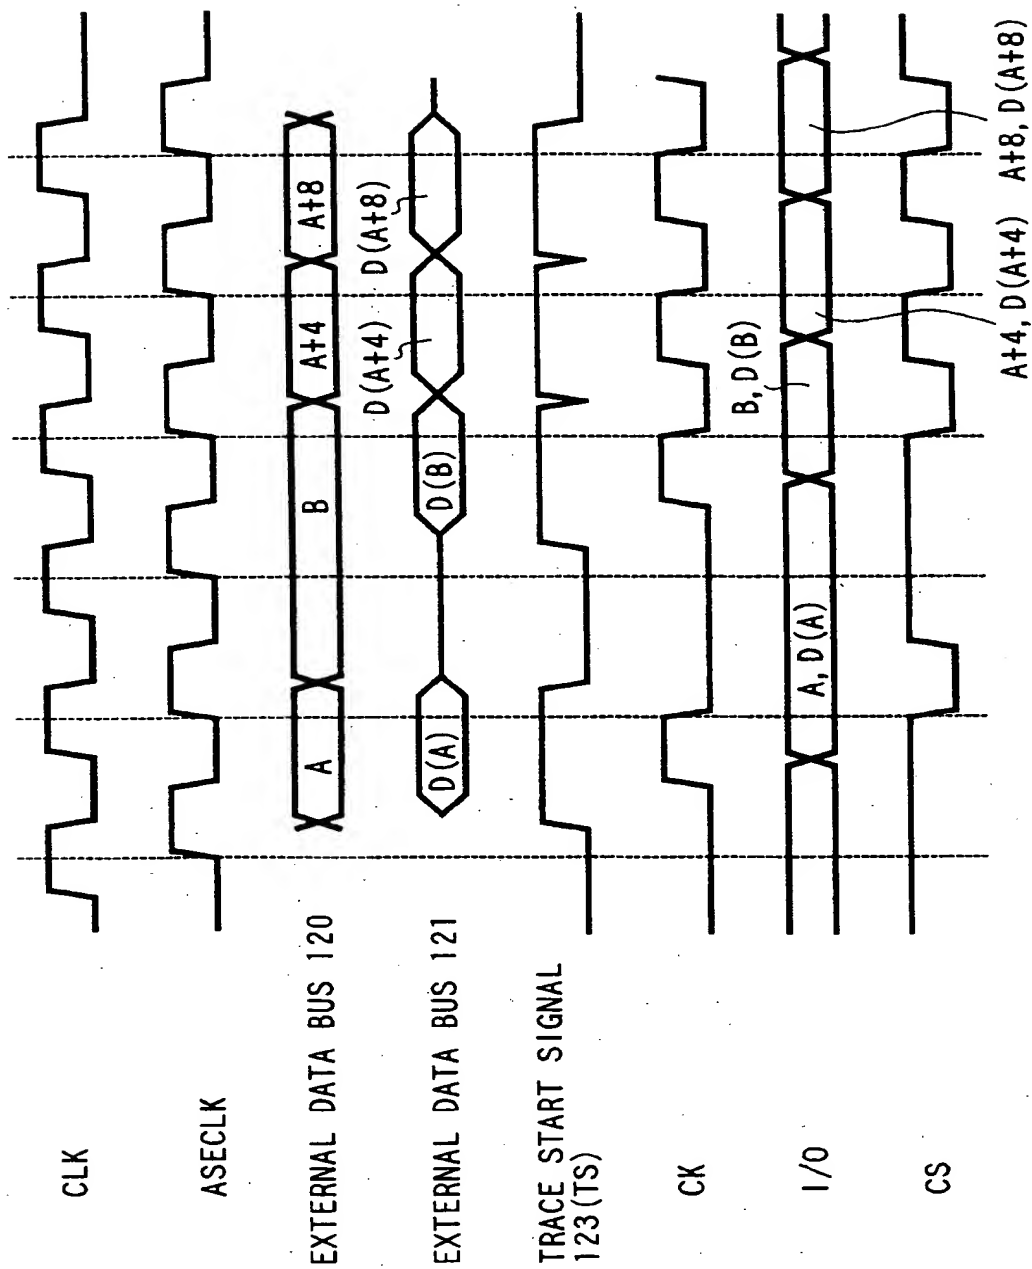 CLK
ASECLK
EXTERNAL DATA BUS 120
A
B
A+4
A+8
EXTERNAL DATA BUS 121
D(A)
D(B)
D(A+4)
D(A+8)
TRACE START SIGNAL
123(TS)
CK
I/O
A, D(A)
B, D(B)
A+4, D(A+4)
A+8, D(A+8)
CS